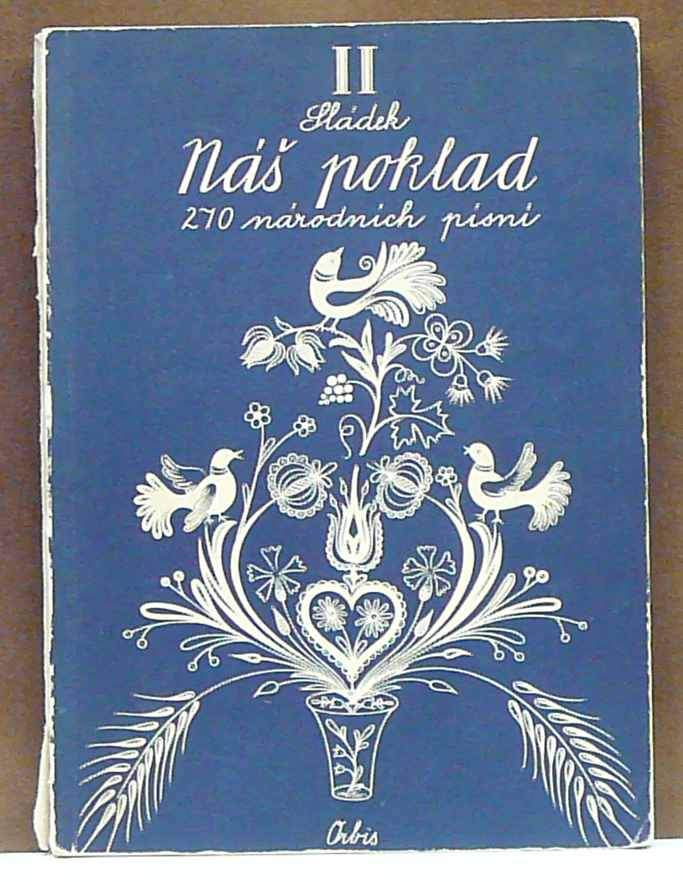 II
Sládek
Náš poklad
270 národních písní
Orbis